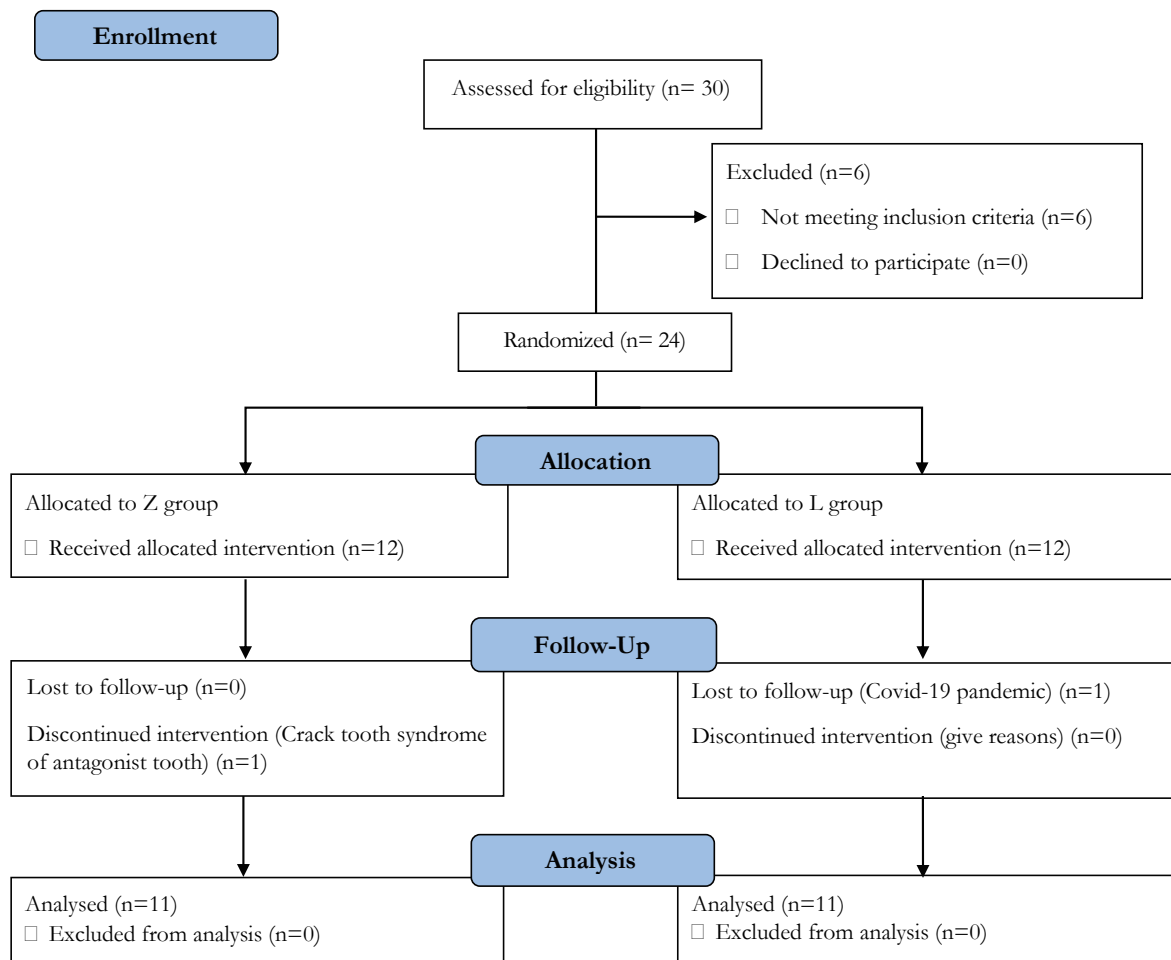 Enrollment
Assessed for eligibility (n= 30)
Excluded (n=6)
□ Not meeting inclusion criteria (n=6)
□ Declined to participate (n=0)
Randomized (n= 24)
Allocation
Allocated to Z group
□ Received allocated intervention (n=12)
Allocated to L group
□ Received allocated intervention (n=12)
Follow-Up
Lost to follow-up (n=0)
Discontinued intervention (Crack tooth syndrome
of antagonist tooth) (n=1)
Lost to follow-up (Covid-19 pandemic) (n=1)
Discontinued intervention (give reasons) (n=0)
Analysis
Analysed (n=11)
□ Excluded from analysis (n=0)
Analysed (n=11)
□ Excluded from analysis (n=0)